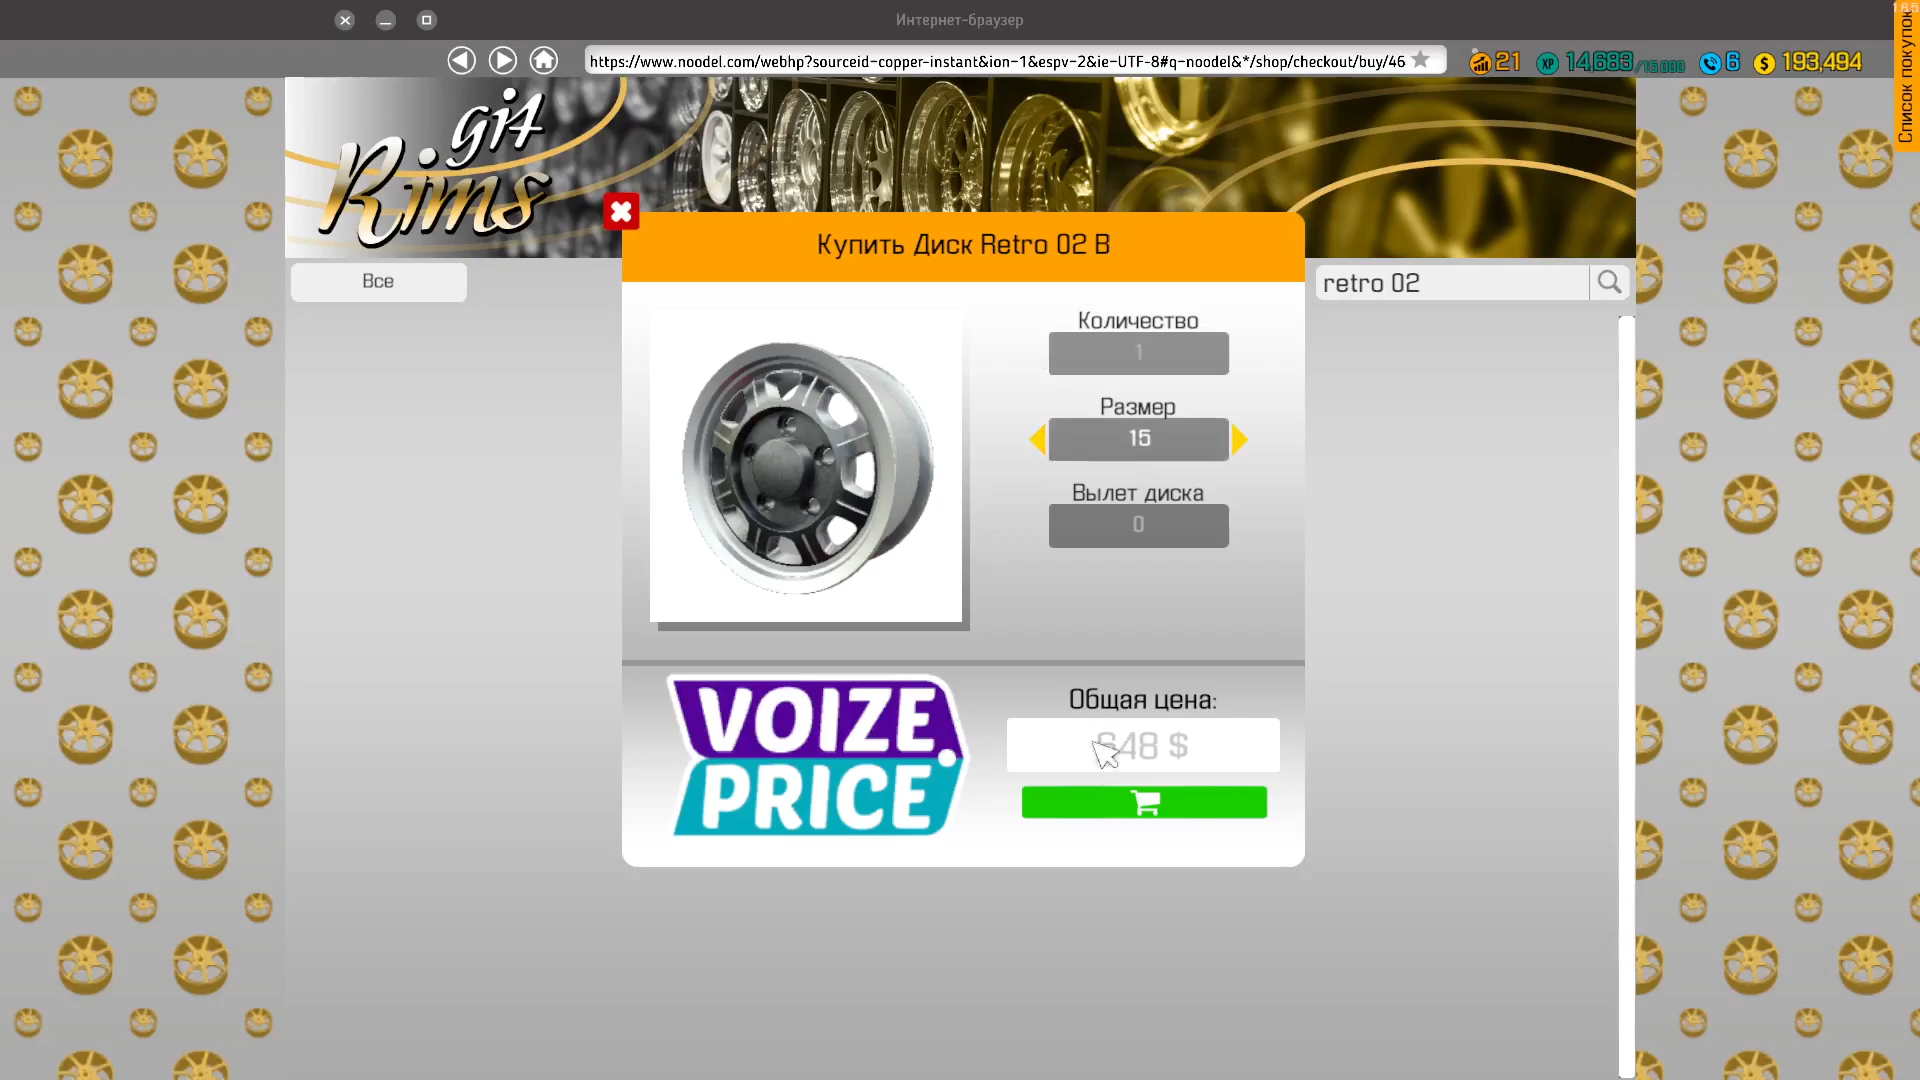 Интернет-браузер
https://www.noodel.com/webhp?sourceid-copper-instant&ion-1&espv-2&ie-UTF-8#q-noodel&*/shop/checkout/buy/46
21
XP 14,683/16,000
6
$ 193,494
Список покупок
git
Rims
Все
retro 02
Купить Диск Retro 02 B
Количество
1
Размер
15
Вылет диска
0
VOIZE.
PRICE
Общая цена:
648 $